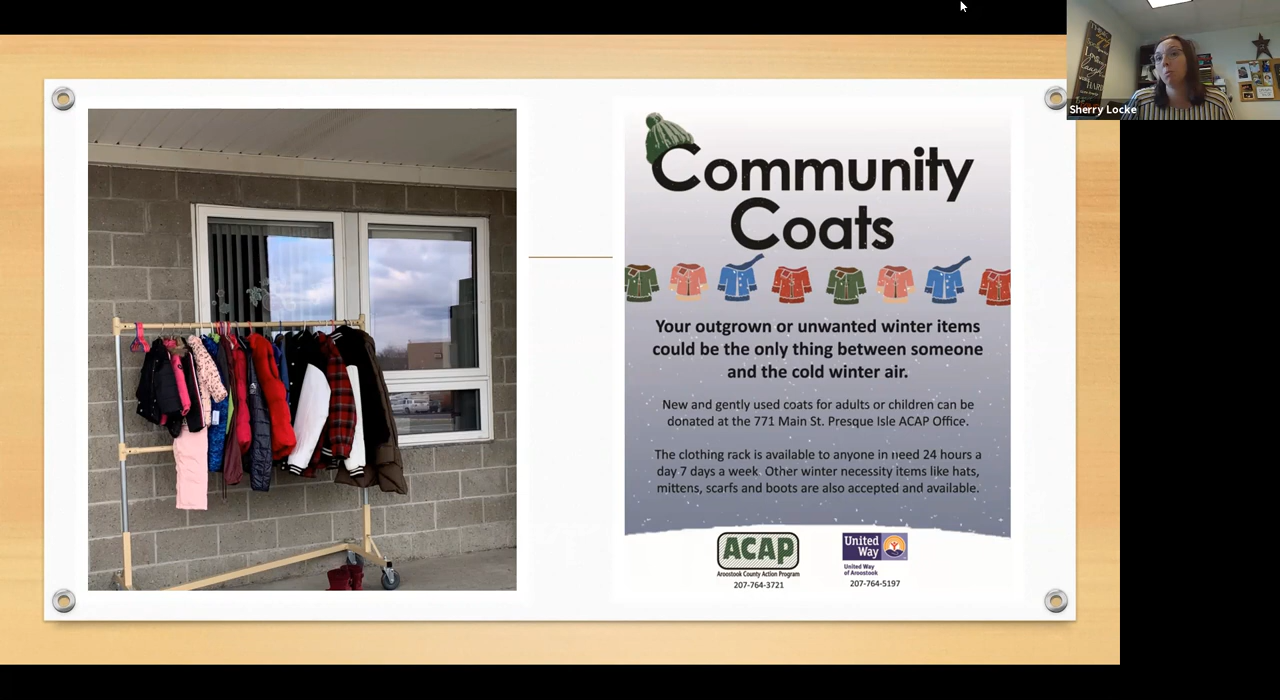 Sherry Locke
Community
Coats
Your outgrown or unwanted winter items
could be the only thing between someone
and the cold winter air.
New and gently used coats for adults or children can be
donated at the 771 Main St. Presque Isle ACAP Office.
The clothing rack is available to anyone in need 24 hours a
day 7 days a week. Other winter necessity items like hats,
mittens, scarfs and boots are also accepted and available.
ACAP
Aroostook County Action Program
207-764-3721
United
Way
United Way
of Aroostook
207-764-5197